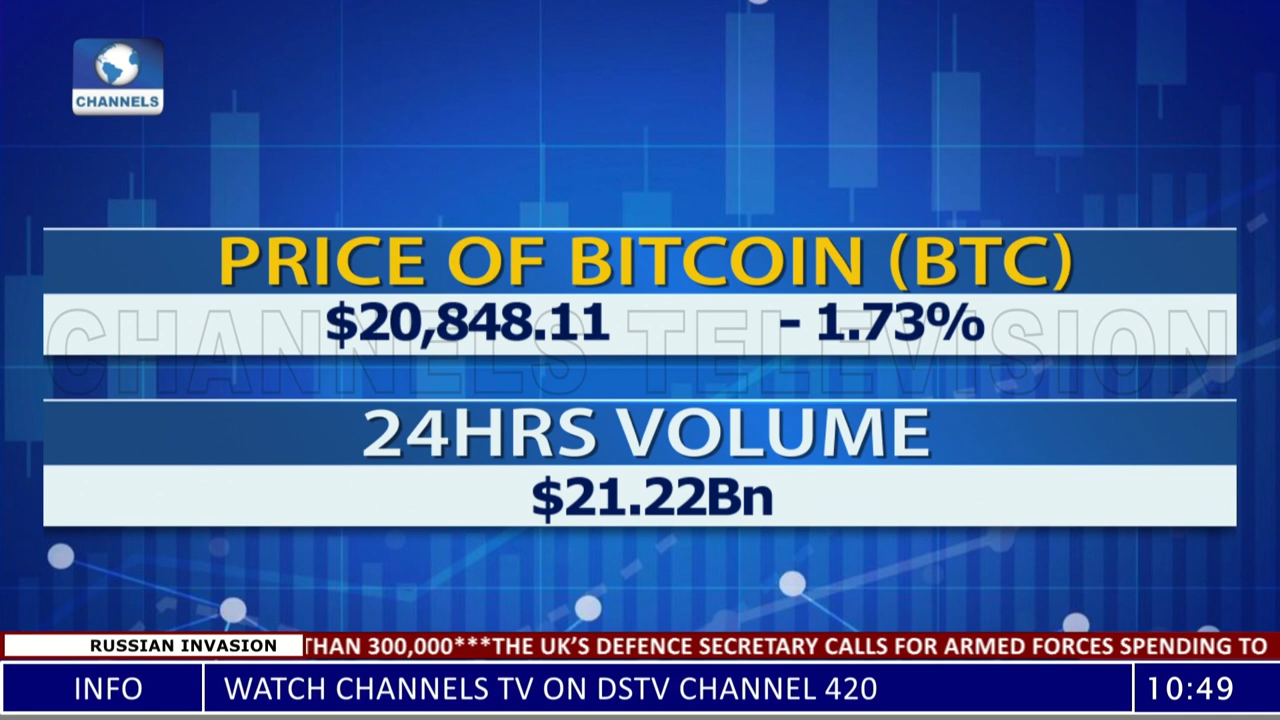 CHANNELS
PRICE OF BITCOIN (BTC)
$20,848.11 - 1.73%
CHANNELS TELEVISION
24HRS VOLUME
$21.22Bn
RUSSIAN INVASION THAN 300,000***THE UK’S DEFENCE SECRETARY CALLS FOR ARMED FORCES SPENDING TO
INFO WATCH CHANNELS TV ON DSTV CHANNEL 420 10:49